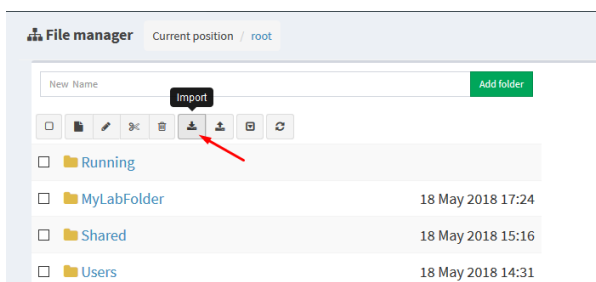 File manager Current position / root
New Name Add folder
Import
Running
MyLabFolder 18 May 2018 17:24
Shared 18 May 2018 15:16
Users 18 May 2018 14:31